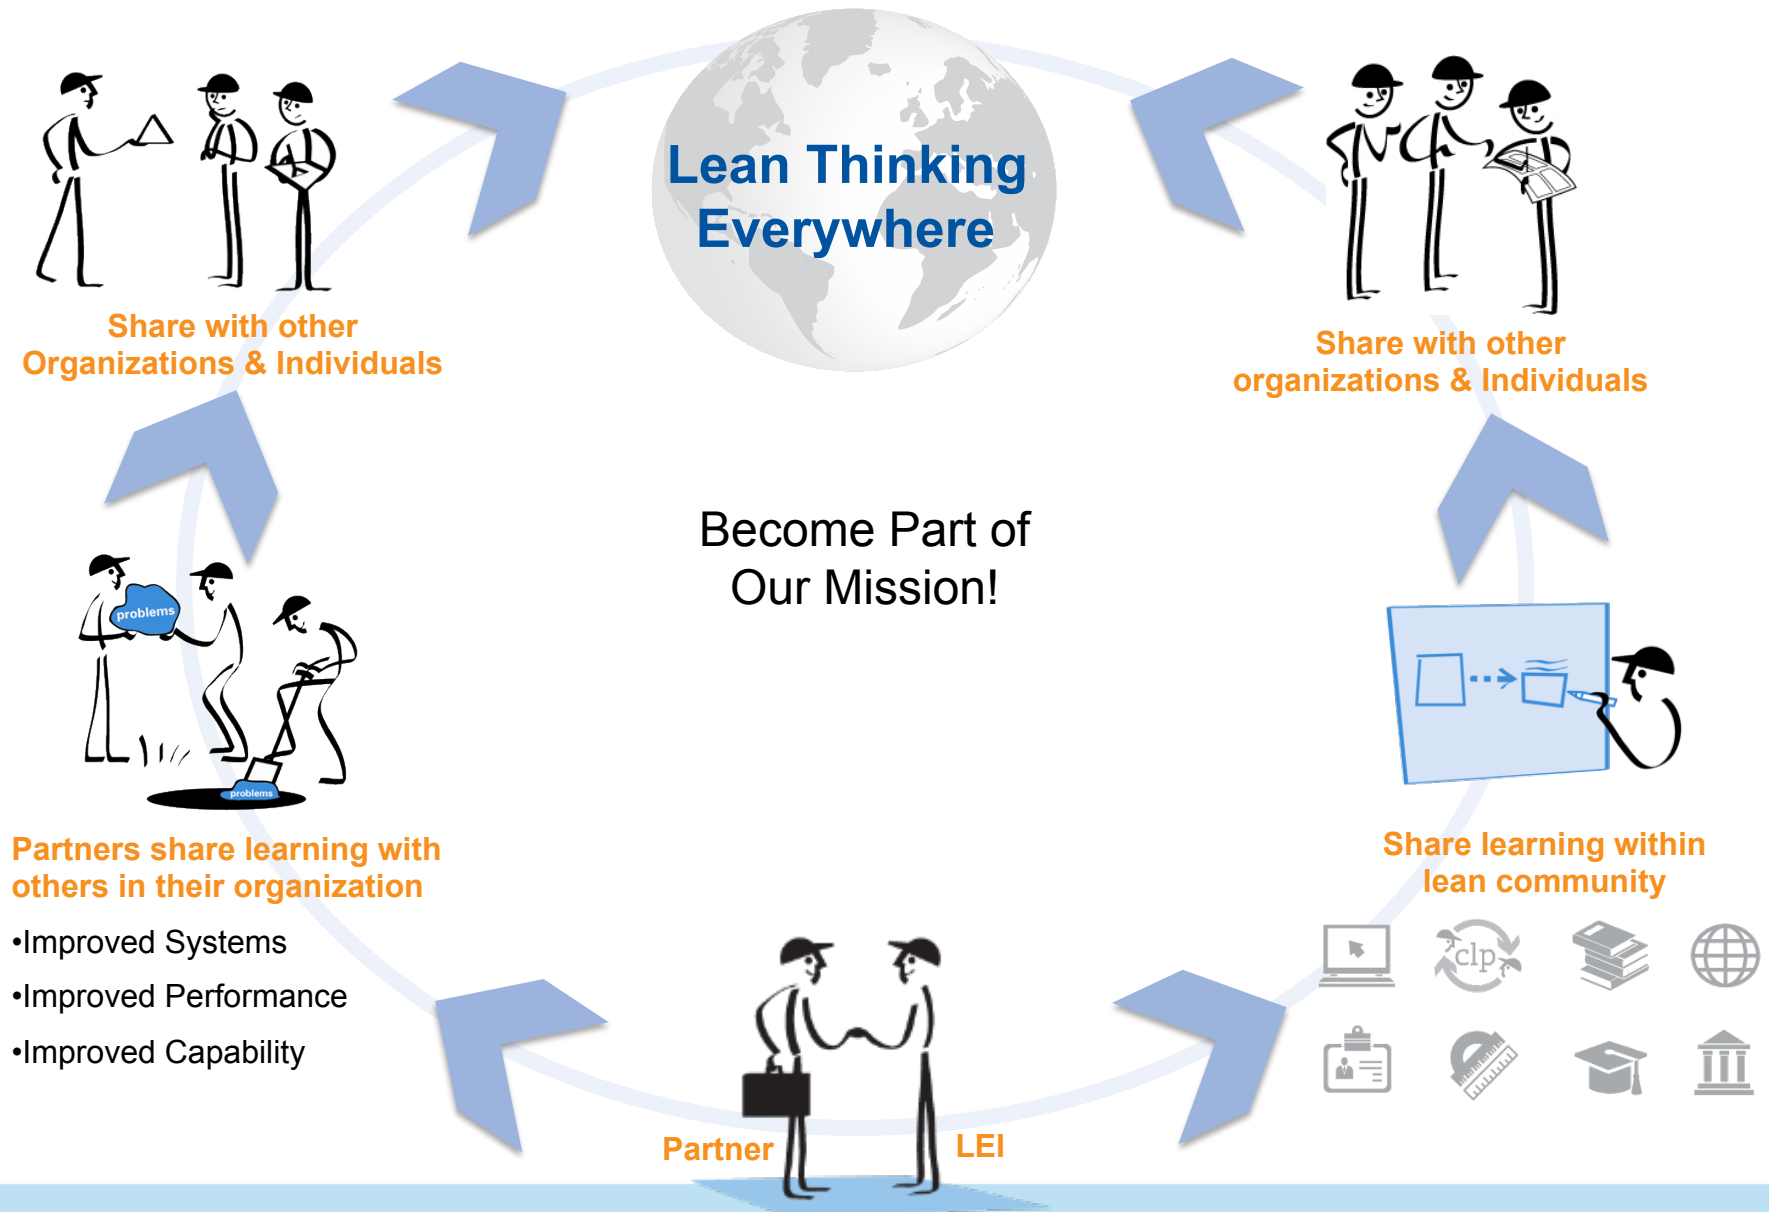 Lean Thinking
Everywhere
Share with other
Organizations & Individuals
Share with other
organizations & Individuals
Become Part of
Our Mission!
problems
problems
Partners share learning with
others in their organization
•Improved Systems
•Improved Performance
•Improved Capability
Share learning within
lean community
clp
Partner
LEI